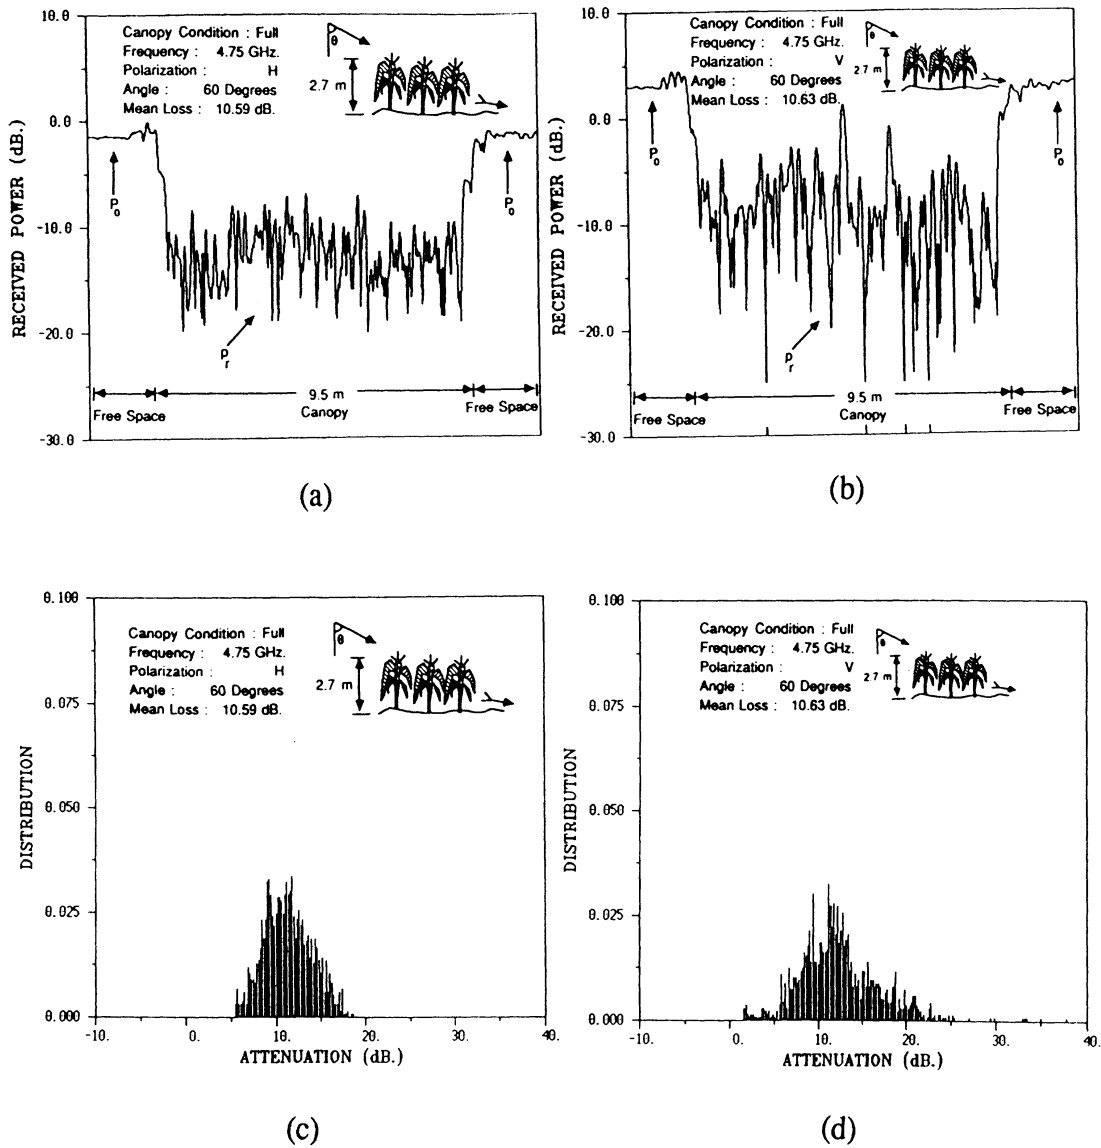 10.0
0.0
-10.0
-20.0
-30.0
RECEIVED POWER (dB.)
Canopy Condition : Full
Frequency : 4.75 GHz.
Polarization : H
Angle : 60 Degrees
Mean Loss : 10.59 dB.
θ
2.7 m
P₀
P₀
Pᵣ
9.5 m
Free Space
Canopy
Free Space
(a)
10.0
0.0
-10.0
-20.0
-30.0
RECEIVED POWER (dB.)
Canopy Condition : Full
Frequency : 4.75 GHz.
Polarization : V
Angle : 60 Degrees
Mean Loss : 10.63 dB.
θ
2.7 m
P₀
P₀
Pᵣ
9.5 m
Free Space
Canopy
Free Space
(b)
0.100
0.075
0.050
0.025
0.000
DISTRIBUTION
Canopy Condition : Full
Frequency : 4.75 GHz.
Polarization : H
Angle : 60 Degrees
Mean Loss : 10.59 dB.
θ
2.7 m
-10. 0. 10. 20. 30. 40.
ATTENUATION (dB.)
(c)
0.100
0.075
0.050
0.025
0.000
DISTRIBUTION
Canopy Condition : Full
Frequency : 4.75 GHz.
Polarization : V
Angle : 60 Degrees
Mean Loss : 10.63 dB.
θ
2.7 m
-10. 0. 10. 20. 30. 40.
ATTENUATION (dB.)
(d)